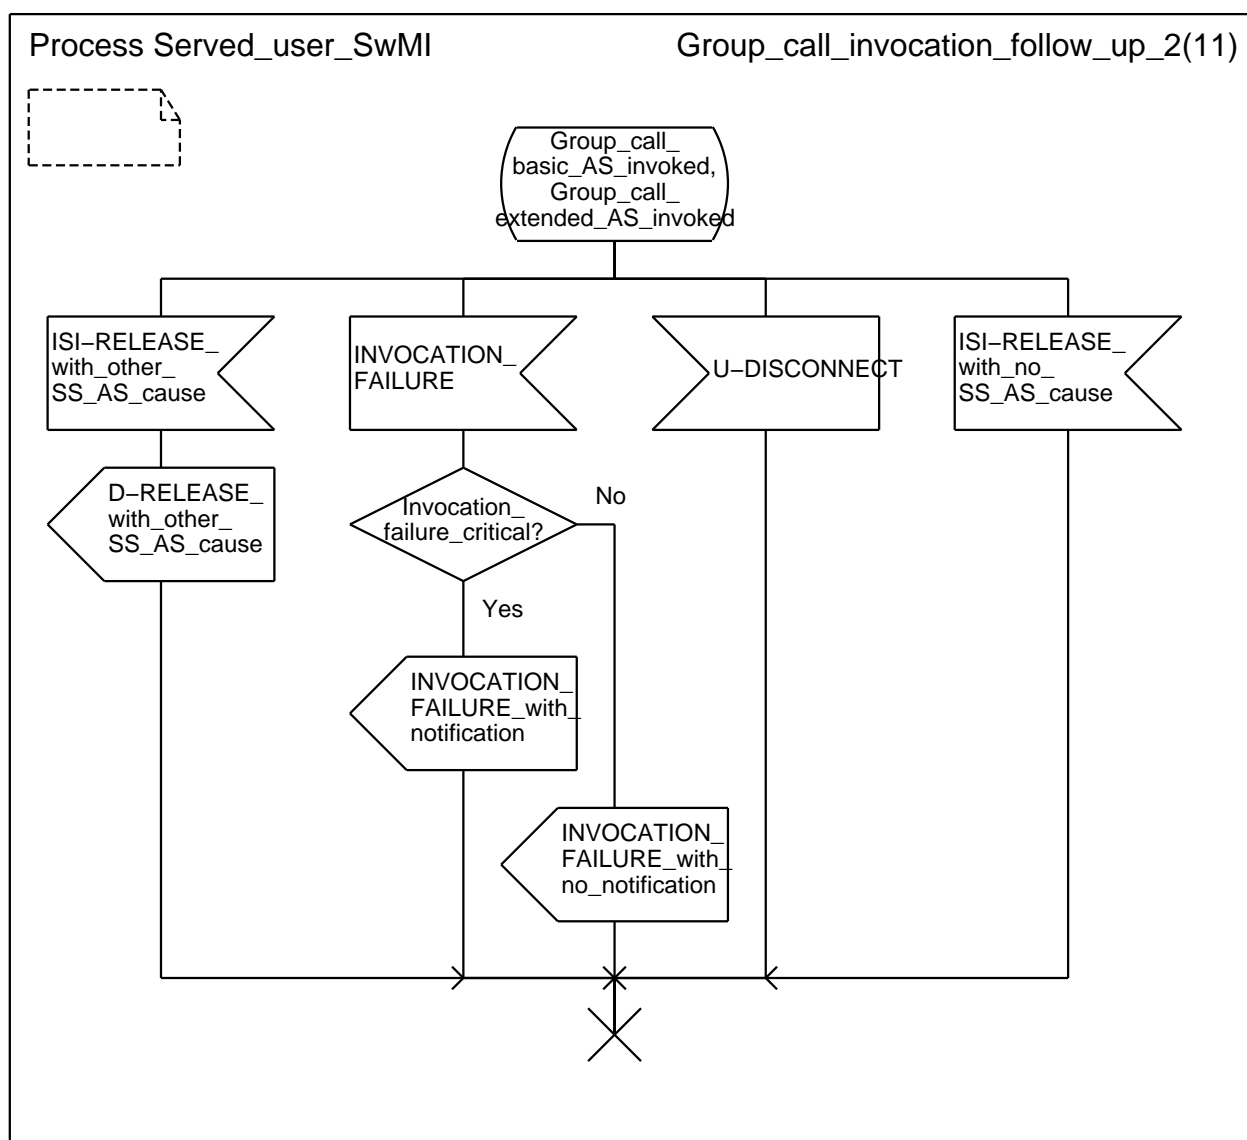 Process Served_user_SwMI
Group_call_invocation_follow_up_2(11)
Group_call_
basic_AS_invoked,
Group_call_
extended_AS_invoked
ISI−RELEASE_
with_other_
SS_AS_cause
INVOCATION_
FAILURE
U−DISCONNECT
ISI−RELEASE_
with_no_
SS_AS_cause
D−RELEASE_
with_other_
SS_AS_cause
Invocation_
failure_critical?
No
Yes
INVOCATION_
FAILURE_with_
notification
INVOCATION_
FAILURE_with_
no_notification